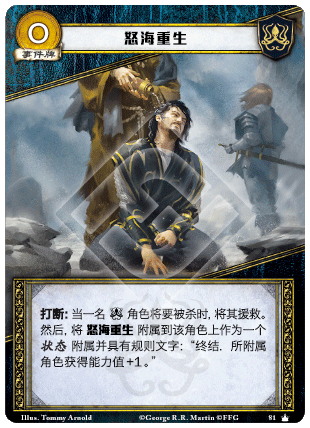 0
怒海重生
事件牌
打断: 当一名 角色将要被杀时, 将其援救。
然后, 将 怒海重生 附属到该角色上作为一个
状态 附属并具有规则文字: “终结. 所附属
角色获得能力值+1。”
Illus. Tommy Arnold ©George R.R. Martin ©FFG 81